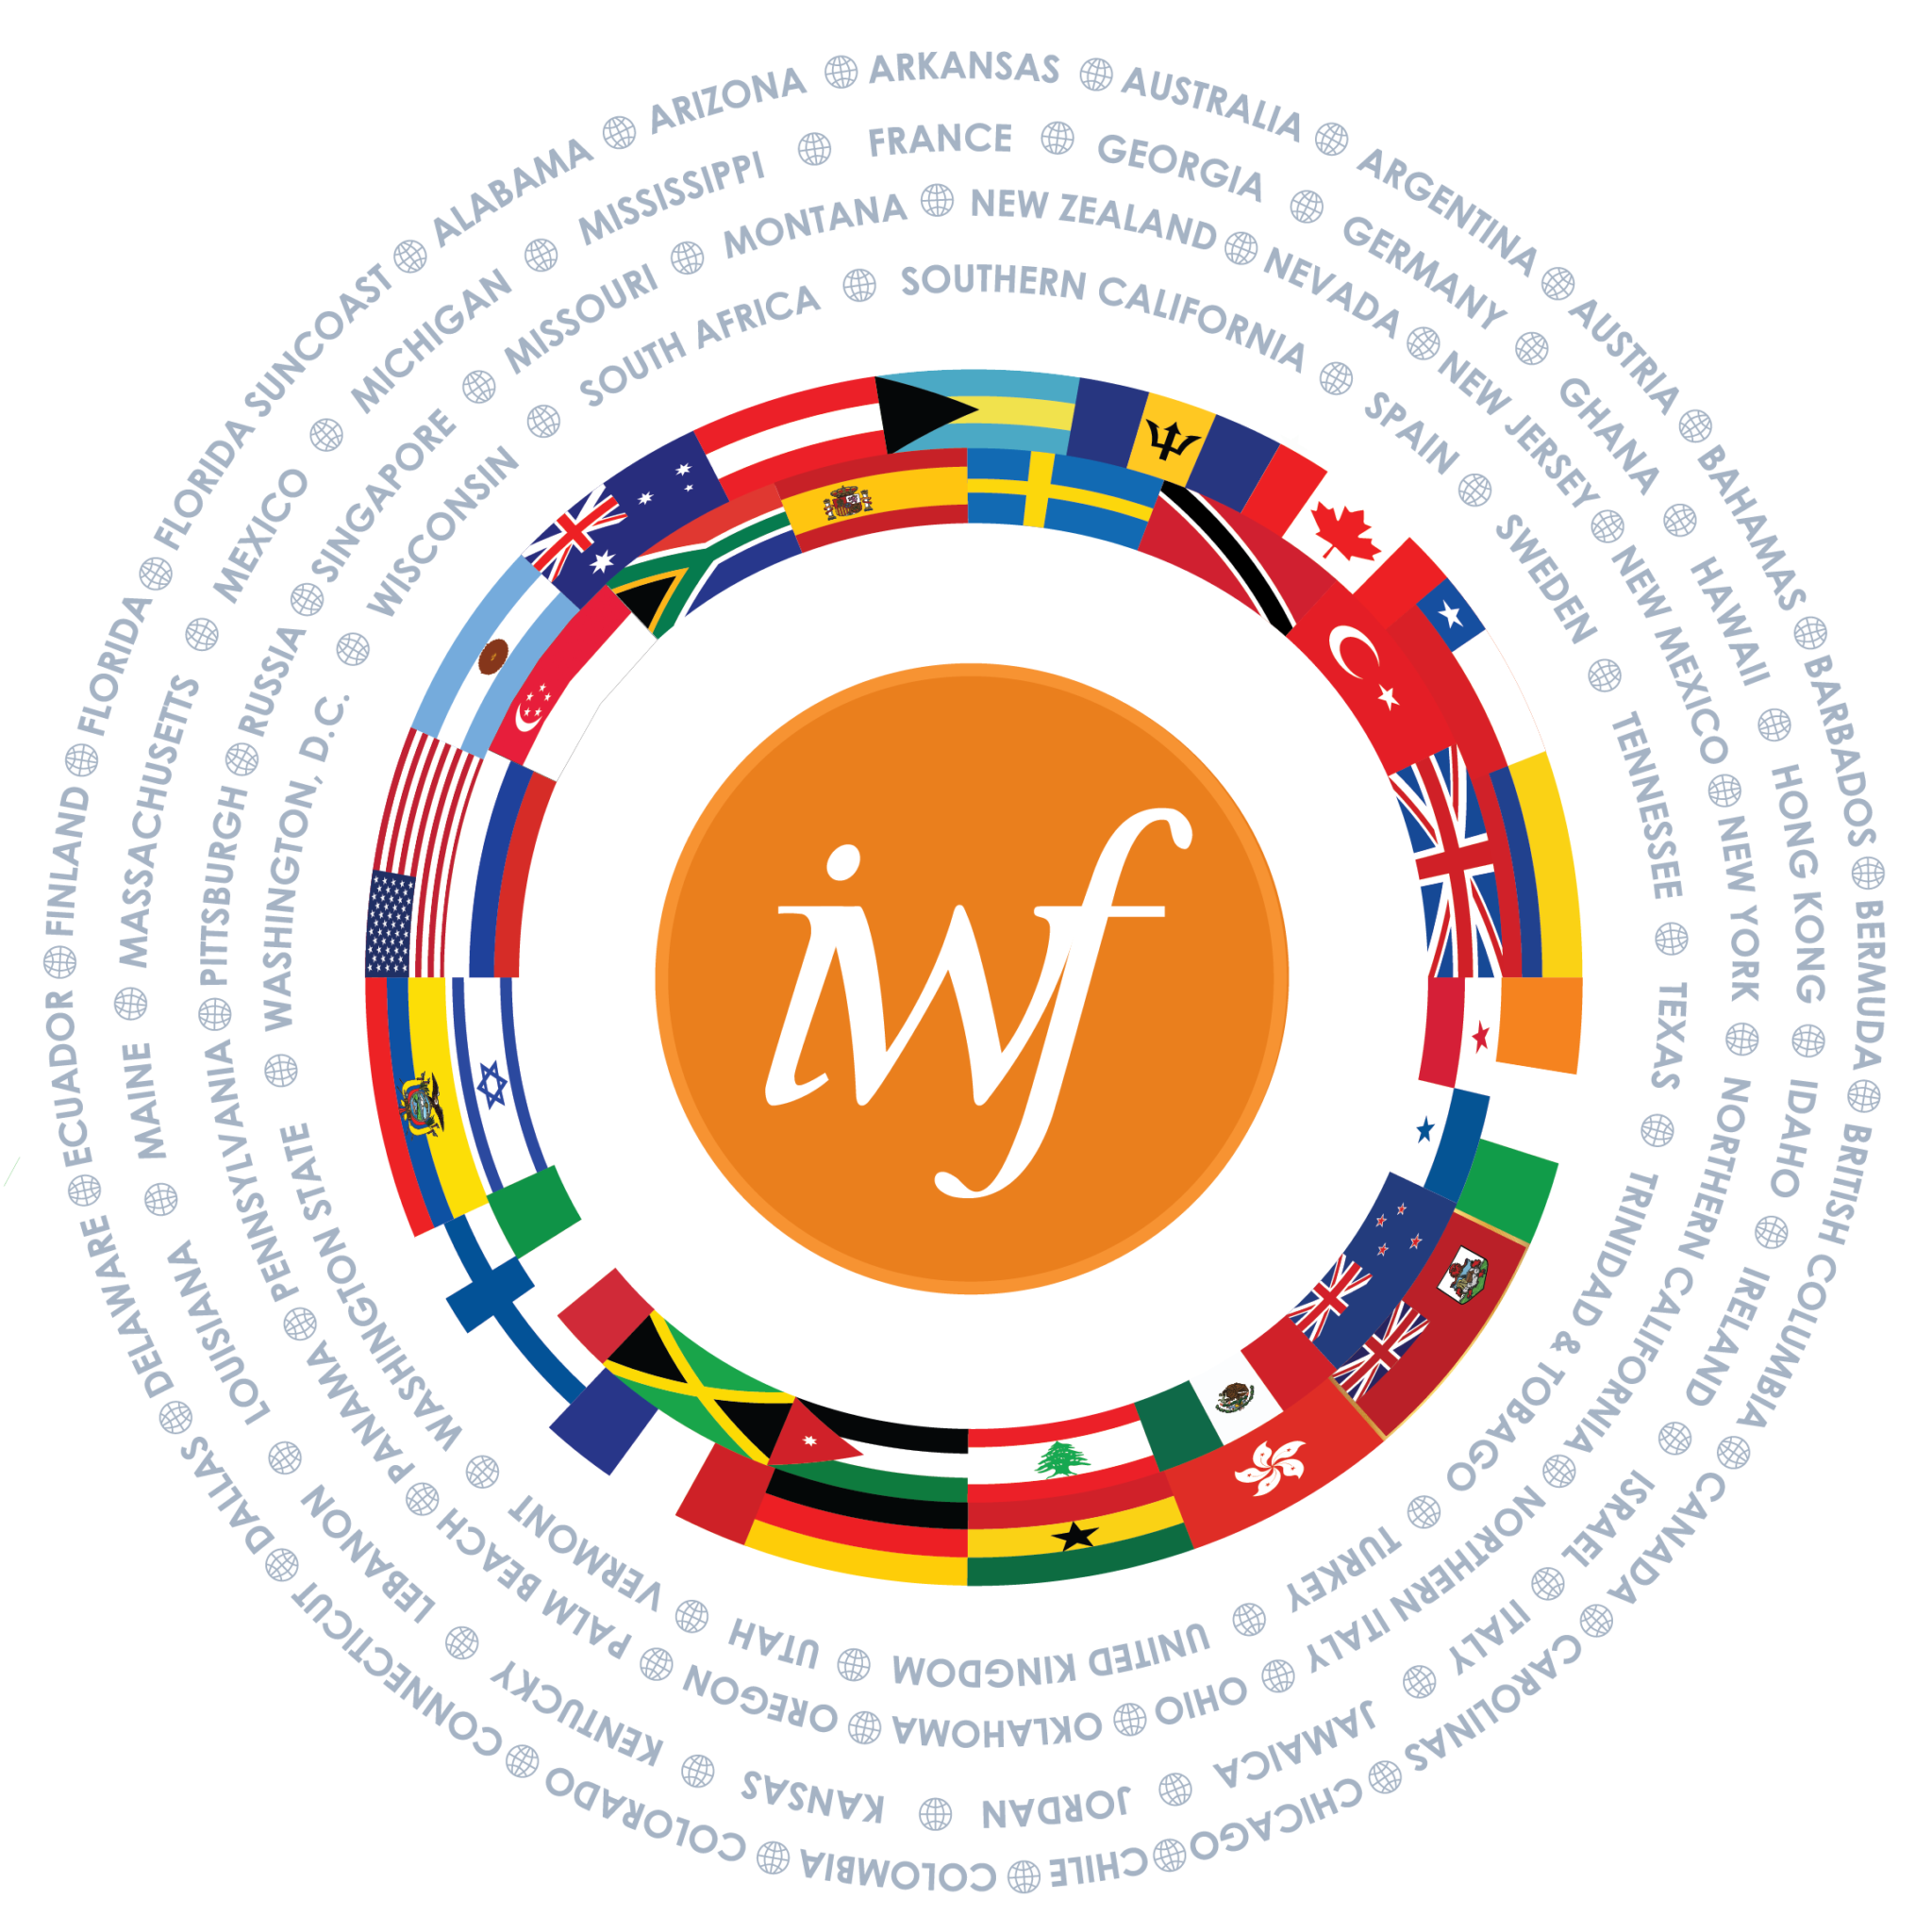 ALABAMA ARIZONA ARKANSAS AUSTRALIA ARGENTINA AUSTRIA BAHAMAS BARBADOS BERMUDA BRITISH COLUMBIA CANADA CAROLINAS CHICAGO CHILE COLOMBIA COLORADO CONNECTICUT DALLAS DELAWARE ECUADOR FINLAND FLORIDA FLORIDA SUNCOAST
FRANCE GEORGIA GERMANY GHANA HAWAII HONG KONG IDAHO IRELAND ISRAEL ITALY JAMAICA JORDAN KANSAS KENTUCKY LEBANON LOUISIANA MAINE MASSACHUSETTS MEXICO MICHIGAN MISSISSIPPI
MISSOURI MONTANA NEW ZEALAND NEVADA NEW JERSEY NEW MEXICO NEW YORK NORTHERN CALIFORNIA NORTHERN ITALY OHIO OKLAHOMA OREGON PALM BEACH PANAMA PENNSYLVANIA PITTSBURGH RUSSIA SINGAPORE
SOUTH AFRICA SOUTHERN CALIFORNIA SPAIN SWEDEN TENNESSEE TEXAS TRINIDAD & TOBAGO TURKEY UNITED KINGDOM UTAH VERMONT WASHINGTON STATE WASHINGTON, D.C. WISCONSIN
iwf